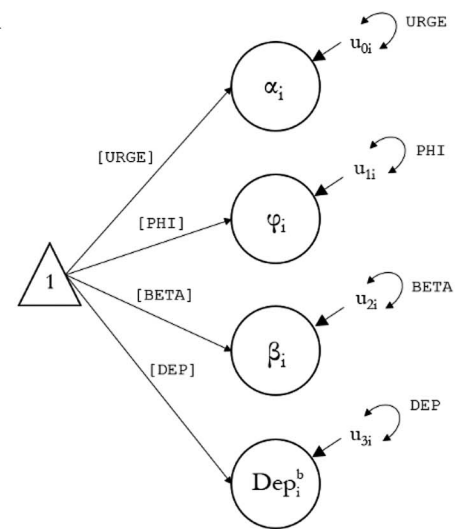 URGE
u₀ᵢ
αᵢ
[URGE]
PHI
u₁ᵢ
[PHI]
φᵢ
1
BETA
[BETA]
u₂ᵢ
βᵢ
[DEP]
DEP
u₃ᵢ
Depᵢᵇ